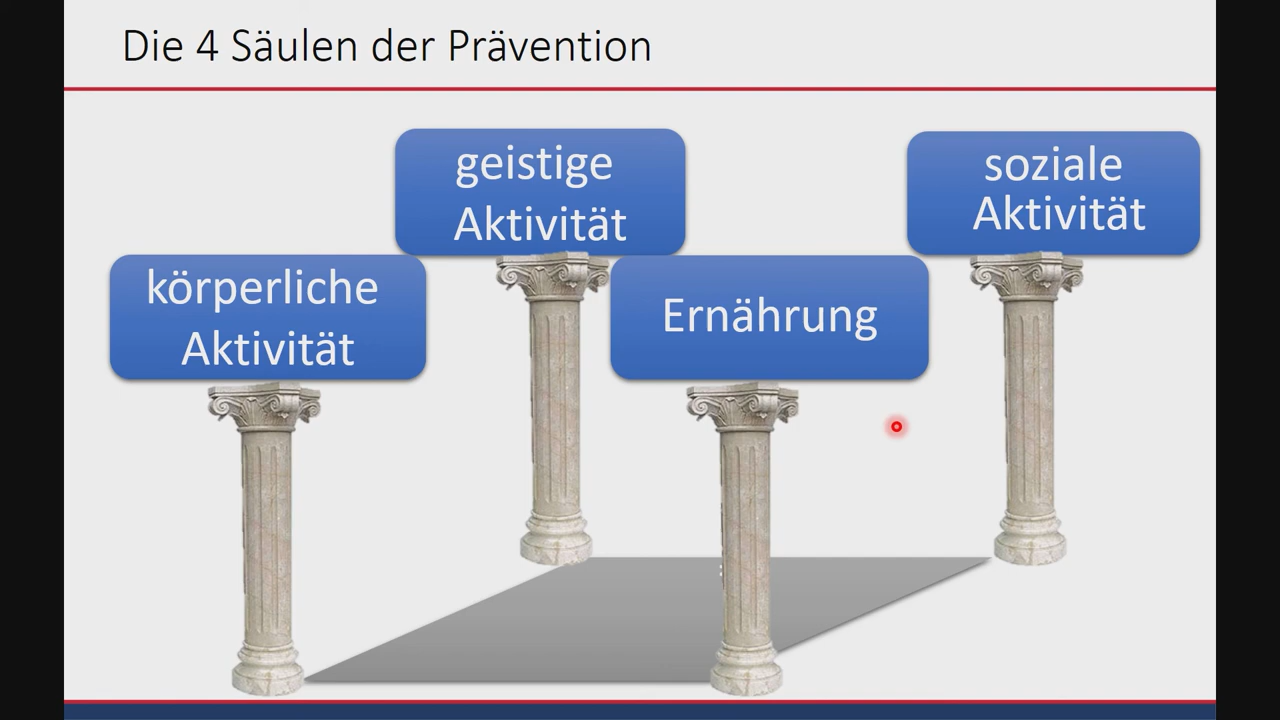 Die 4 Säulen der Prävention
geistige
Aktivität
soziale
Aktivität
körperliche
Aktivität
Ernährung